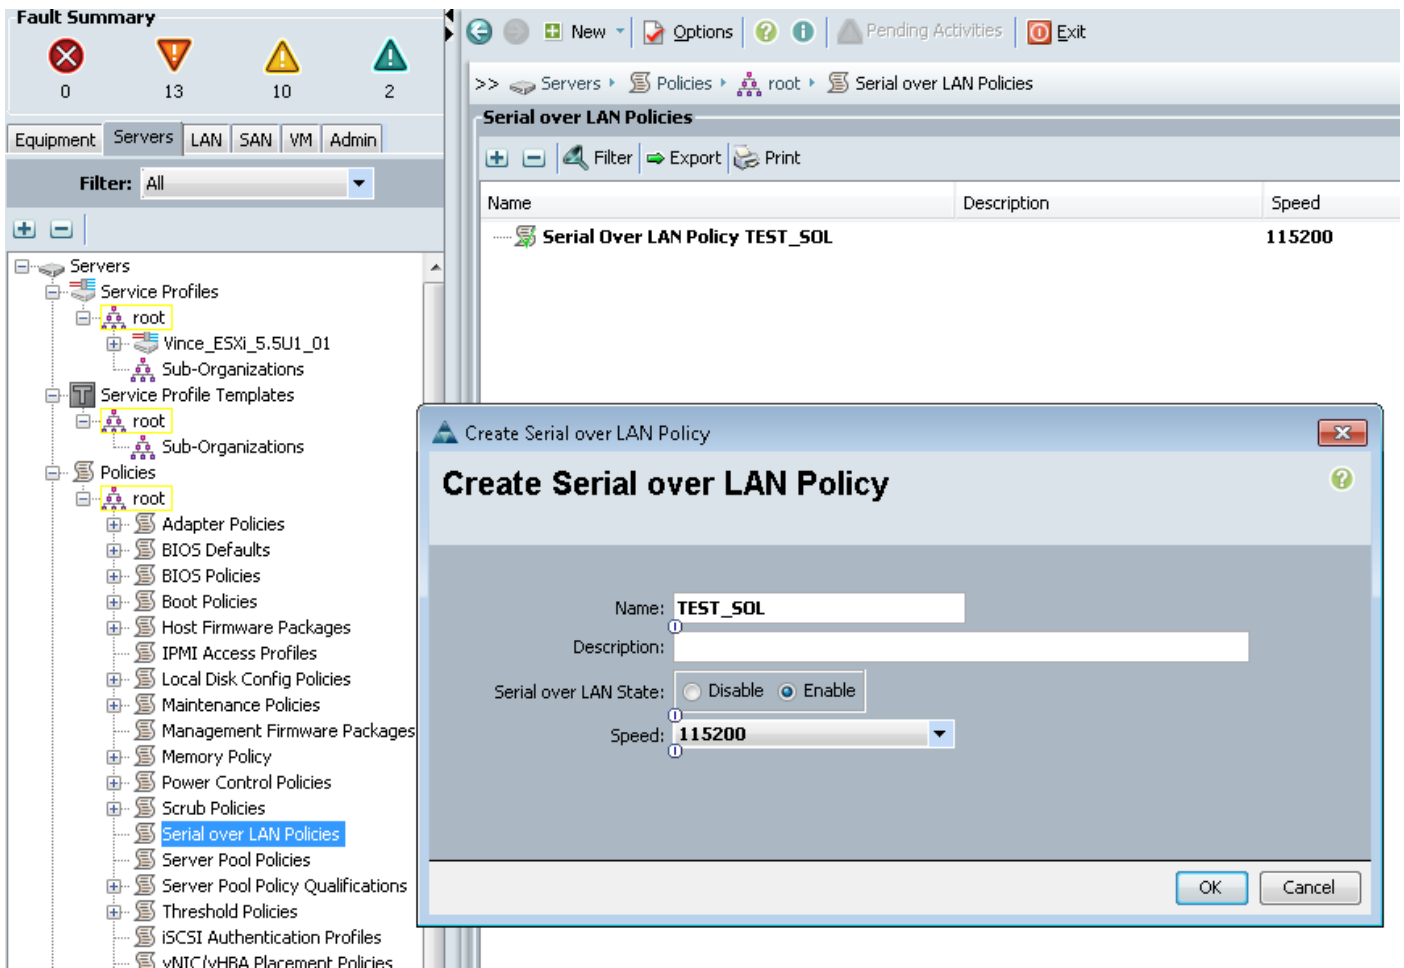 Fault Summary
0 13 10 2
Equipment Servers LAN SAN VM Admin
Filter: All
Servers
Service Profiles
root
Vince_ESXi_5.5U1_01
Sub-Organizations
Service Profile Templates
root
Sub-Organizations
Policies
root
Adapter Policies
BIOS Defaults
BIOS Policies
Boot Policies
Host Firmware Packages
IPMI Access Profiles
Local Disk Config Policies
Maintenance Policies
Management Firmware Packages
Memory Policy
Power Control Policies
Scrub Policies
Serial over LAN Policies
Server Pool Policies
Server Pool Policy Qualifications
Threshold Policies
iSCSI Authentication Profiles
vNIC/vHBA Placement Policies
New Options Pending Activities Exit
>> Servers Policies root Serial over LAN Policies
Serial over LAN Policies
Filter Export Print
Name Description Speed
Serial Over LAN Policy TEST_SOL 115200
Create Serial over LAN Policy
Create Serial over LAN Policy
Name: TEST_SOL
Description:
Serial over LAN State: Disable Enable
Speed: 115200
OK Cancel